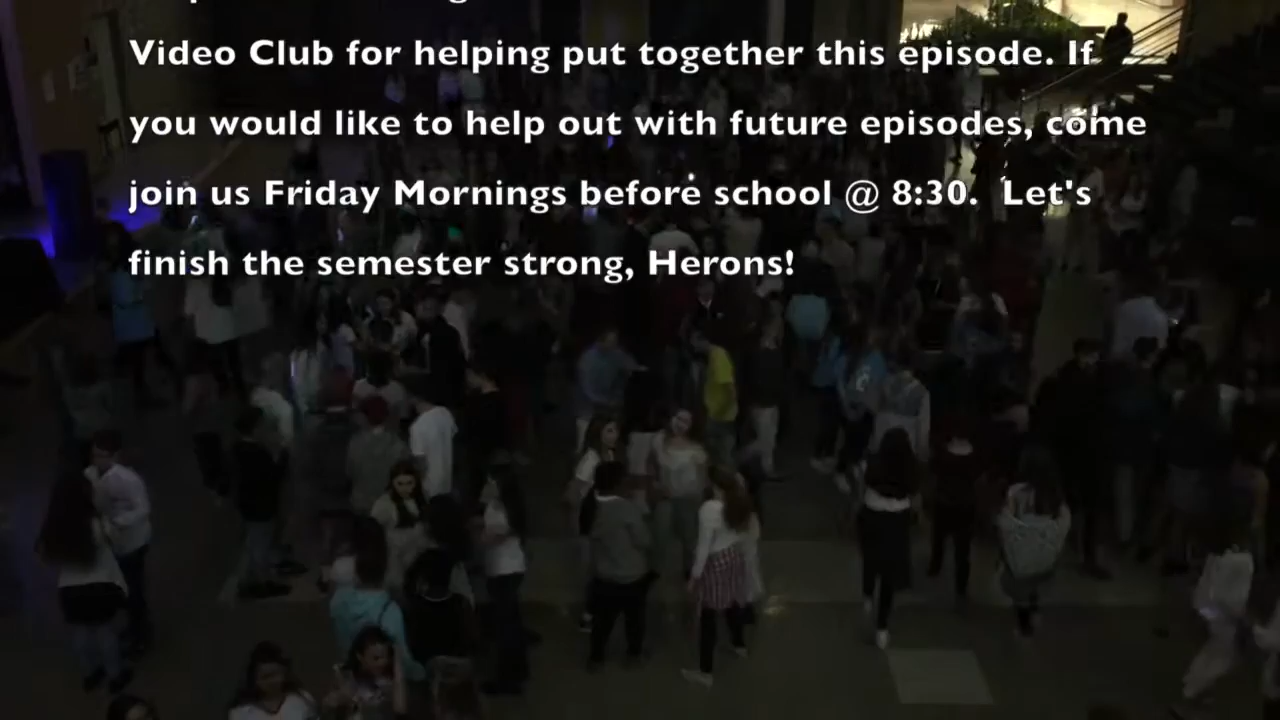 Video Club for helping put together this episode. If
you would like to help out with future episodes, come
join us Friday Mornings before school @ 8:30. Let's
finish the semester strong, Herons!